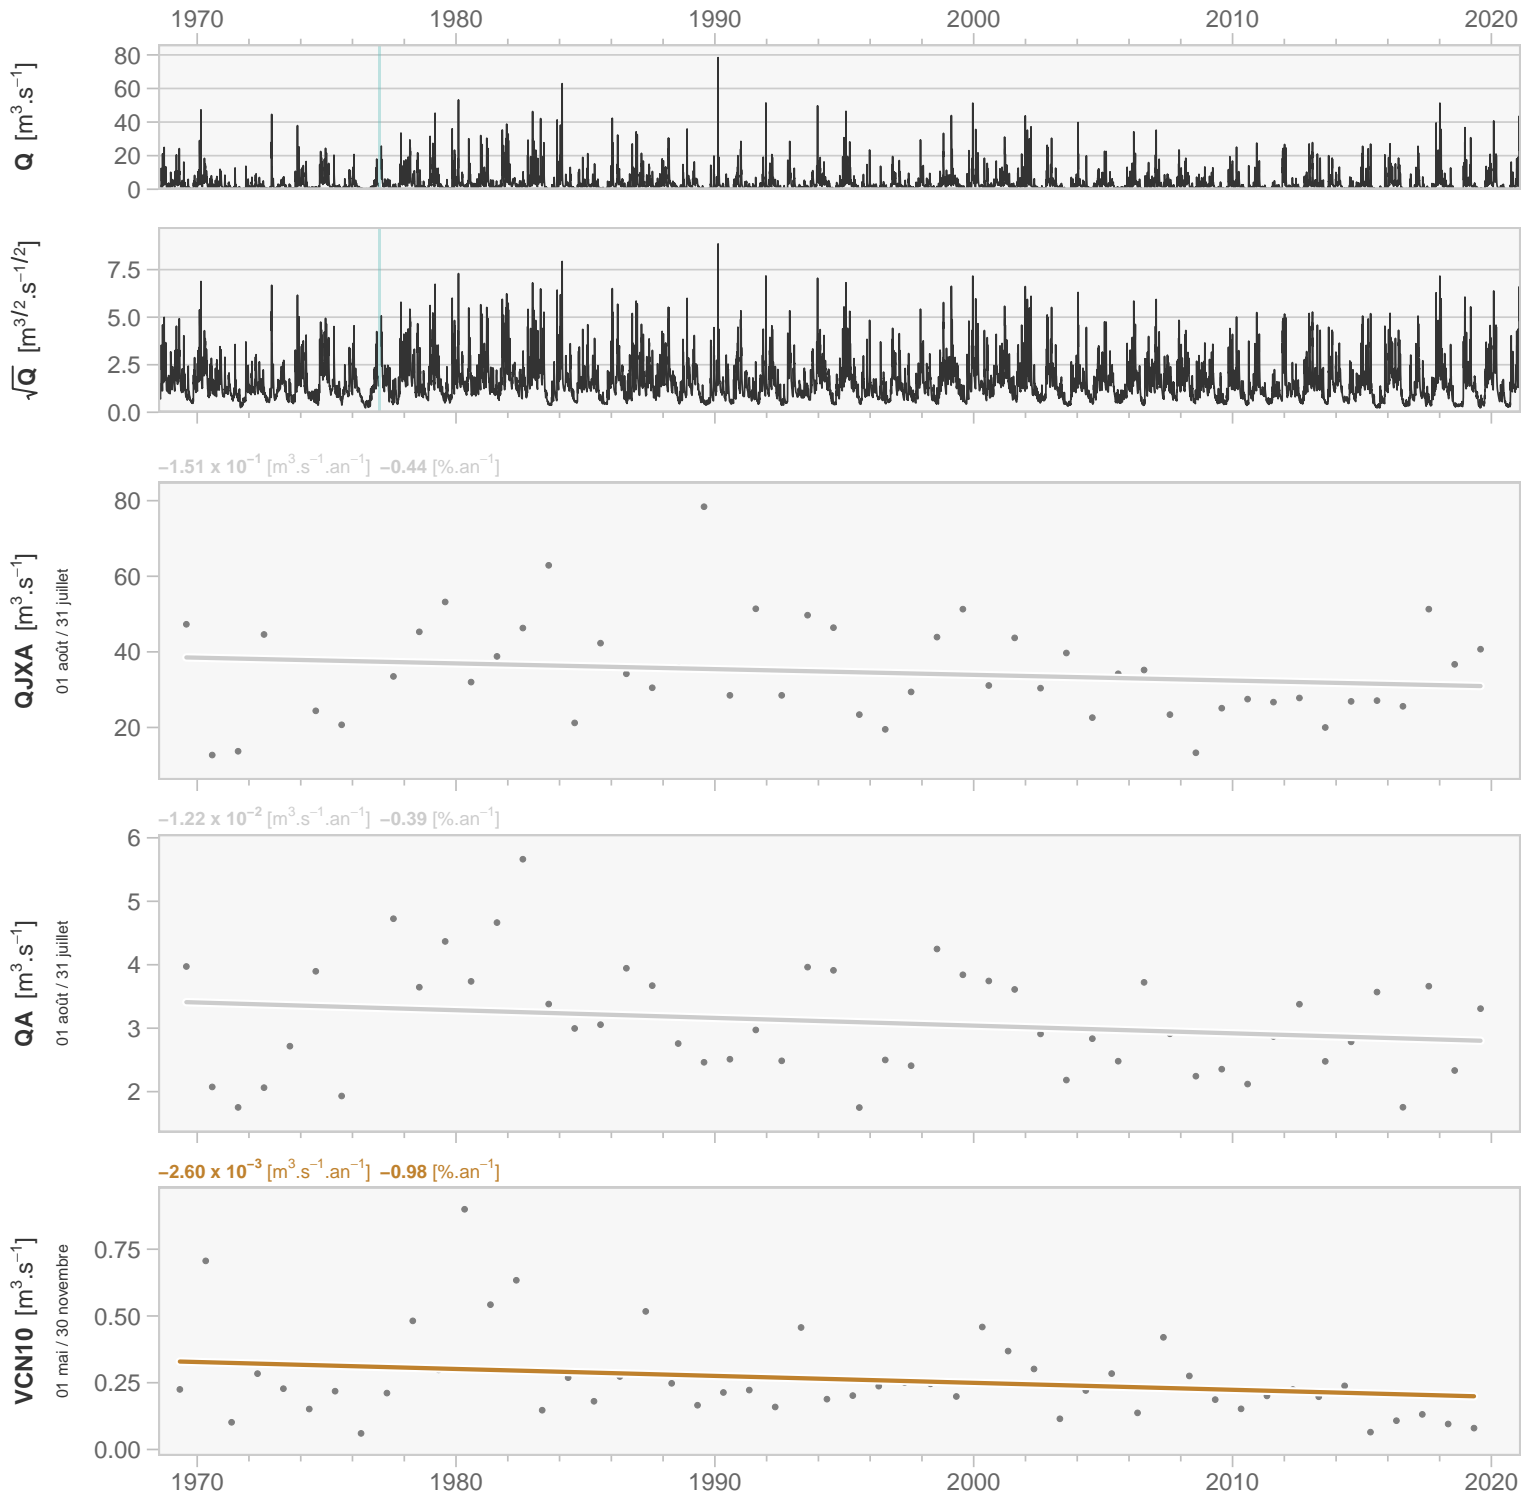 1970 1980 1990 2000 2010 2020
Q [m³.s⁻¹]
80
60
40
20
0
√Q [m^3/2.s^−1/2]
7.5
5.0
2.5
0.0
−1.51 x 10⁻¹ [m³.s⁻¹.an⁻¹] −0.44 [%.an⁻¹]
QJXA [m³.s⁻¹]
01 août / 31 juillet
80
60
40
20
−1.22 x 10⁻² [m³.s⁻¹.an⁻¹] −0.39 [%.an⁻¹]
QA [m³.s⁻¹]
01 août / 31 juillet
6
5
4
3
2
−2.60 x 10⁻³ [m³.s⁻¹.an⁻¹] −0.98 [%.an⁻¹]
VCN10 [m³.s⁻¹]
01 mai / 30 novembre
0.75
0.50
0.25
0.00
1970 1980 1990 2000 2010 2020